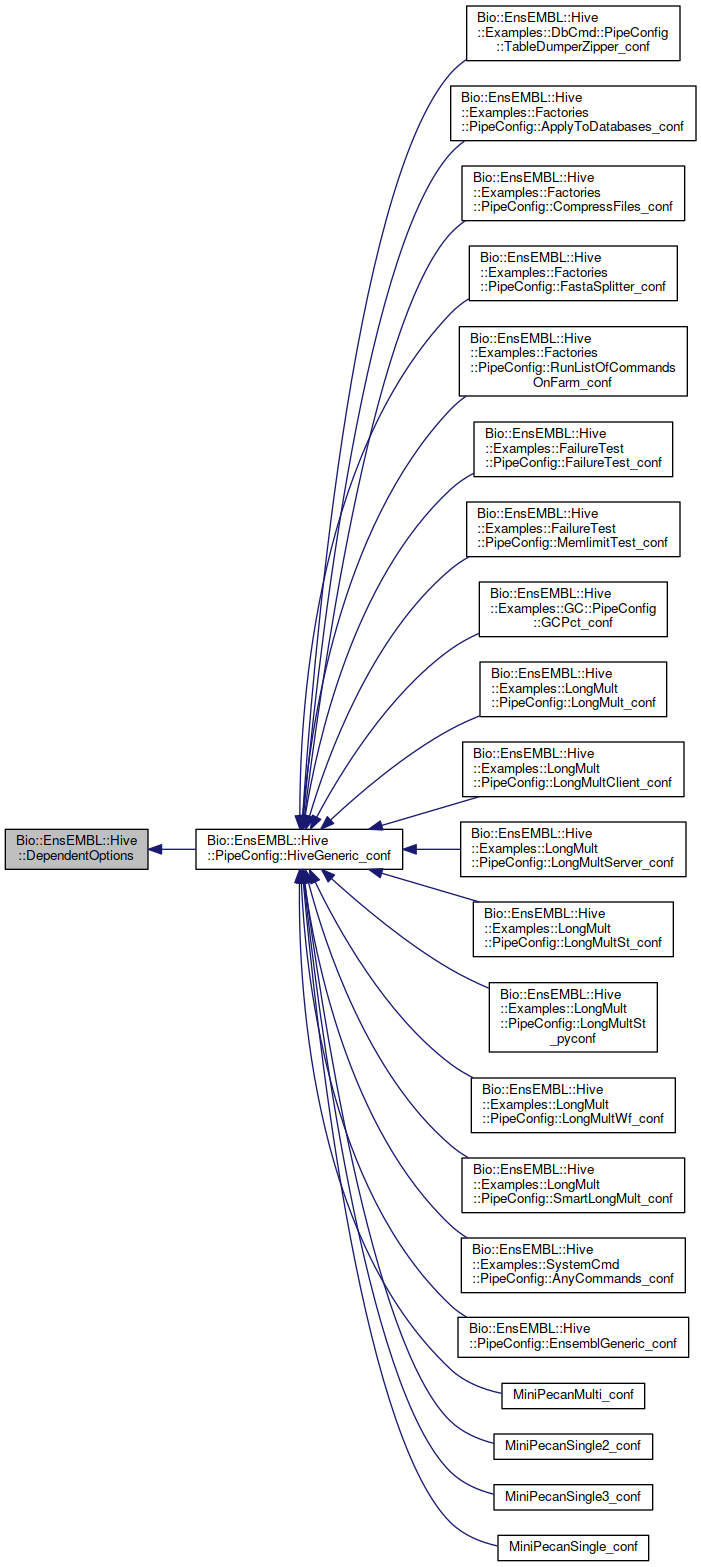 Bio::EnsEMBL::Hive
::Examples::DbCmd::PipeConfig
::TableDumperZipper_conf
Bio::EnsEMBL::Hive
::Examples::Factories
::PipeConfig::ApplyToDatabases_conf
Bio::EnsEMBL::Hive
::Examples::Factories
::PipeConfig::CompressFiles_conf
Bio::EnsEMBL::Hive
::Examples::Factories
::PipeConfig::FastaSplitter_conf
Bio::EnsEMBL::Hive
::Examples::Factories
::PipeConfig::RunListOfCommands
OnFarm_conf
Bio::EnsEMBL::Hive
::Examples::FailureTest
::PipeConfig::FailureTest_conf
Bio::EnsEMBL::Hive
::Examples::FailureTest
::PipeConfig::MemlimitTest_conf
Bio::EnsEMBL::Hive
::Examples::GC::PipeConfig
::GCPct_conf
Bio::EnsEMBL::Hive
::Examples::LongMult
::PipeConfig::LongMult_conf
Bio::EnsEMBL::Hive
::Examples::LongMult
::PipeConfig::LongMultClient_conf
Bio::EnsEMBL::Hive
::DependentOptions
Bio::EnsEMBL::Hive
::PipeConfig::HiveGeneric_conf
Bio::EnsEMBL::Hive
::Examples::LongMult
::PipeConfig::LongMultServer_conf
Bio::EnsEMBL::Hive
::Examples::LongMult
::PipeConfig::LongMultSt_conf
Bio::EnsEMBL::Hive
::Examples::LongMult
::PipeConfig::LongMultSt
_pyconf
Bio::EnsEMBL::Hive
::Examples::LongMult
::PipeConfig::LongMultWf_conf
Bio::EnsEMBL::Hive
::Examples::LongMult
::PipeConfig::SmartLongMult_conf
Bio::EnsEMBL::Hive
::Examples::SystemCmd
::PipeConfig::AnyCommands_conf
Bio::EnsEMBL::Hive
::PipeConfig::EnsemblGeneric_conf
MiniPecanMulti_conf
MiniPecanSingle2_conf
MiniPecanSingle3_conf
MiniPecanSingle_conf